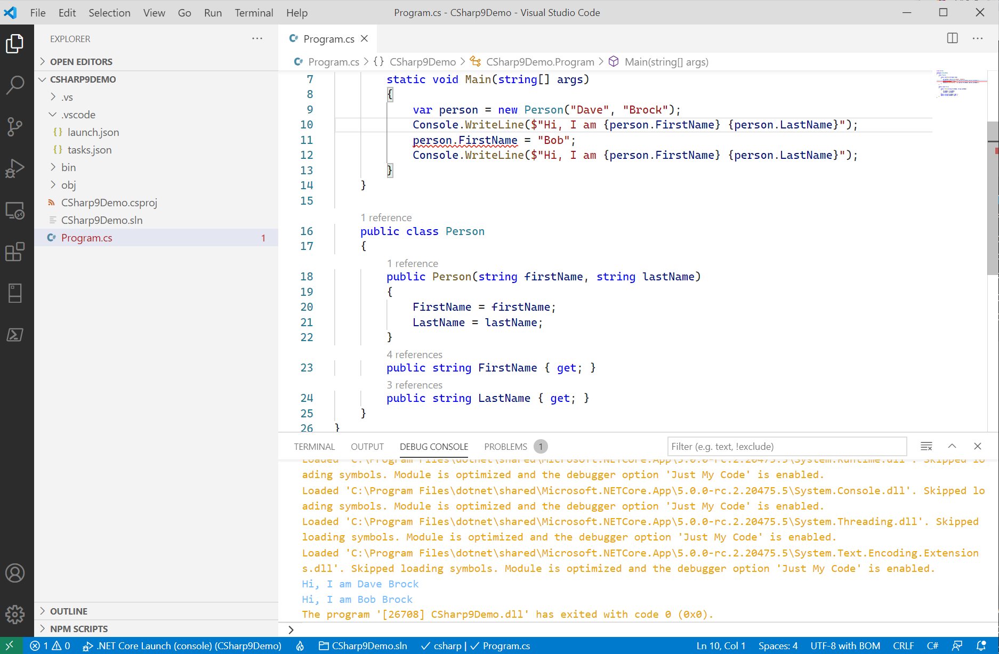 File Edit Selection View Go Run Terminal Help
Program.cs - CSharp9Demo - Visual Studio Code
EXPLORER
OPEN EDITORS
CSHARP9DEMO
.vs
.vscode
{} launch.json
{} tasks.json
bin
obj
CSharp9Demo.csproj
CSharp9Demo.sln
C# Program.cs 1
OUTLINE
NPM SCRIPTS
C# Program.cs
C# Program.cs > {} CSharp9Demo > CSharp9Demo.Program > Main(string[] args)
7 static void Main(string[] args)
8 {
9 var person = new Person("Dave", "Brock");
10 Console.WriteLine($"Hi, I am {person.FirstName} {person.LastName}");
11 person.FirstName = "Bob";
12 Console.WriteLine($"Hi, I am {person.FirstName} {person.LastName}");
13 }
14 }
15
1 reference
16 public class Person
17 {
1 reference
18 public Person(string firstName, string lastName)
19 {
20 FirstName = firstName;
21 LastName = lastName;
22 }
4 references
23 public string FirstName { get; }
3 references
24 public string LastName { get; }
25 }
26 }
TERMINAL OUTPUT DEBUG CONSOLE PROBLEMS 1
Filter (e.g. text, !exclude)
Loaded 'C:\Program Files\dotnet\shared\Microsoft.NETCore.App\5.0.0-rc.2.20475.5\System.Runtime.dll'. Skipped lo
ading symbols. Module is optimized and the debugger option 'Just My Code' is enabled.
Loaded 'C:\Program Files\dotnet\shared\Microsoft.NETCore.App\5.0.0-rc.2.20475.5\System.Console.dll'. Skipped lo
ading symbols. Module is optimized and the debugger option 'Just My Code' is enabled.
Loaded 'C:\Program Files\dotnet\shared\Microsoft.NETCore.App\5.0.0-rc.2.20475.5\System.Threading.dll'. Skipped
loading symbols. Module is optimized and the debugger option 'Just My Code' is enabled.
Loaded 'C:\Program Files\dotnet\shared\Microsoft.NETCore.App\5.0.0-rc.2.20475.5\System.Text.Encoding.Extension
s.dll'. Skipped loading symbols. Module is optimized and the debugger option 'Just My Code' is enabled.
Hi, I am Dave Brock
Hi, I am Bob Brock
The program '[26708] CSharp9Demo.dll' has exited with code 0 (0x0).
>
1 0 .NET Core Launch (console) (CSharp9Demo) CSharp9Demo.sln ✓ csharp | ✓ Program.cs Ln 10, Col 1 Spaces: 4 UTF-8 with BOM CRLF C#